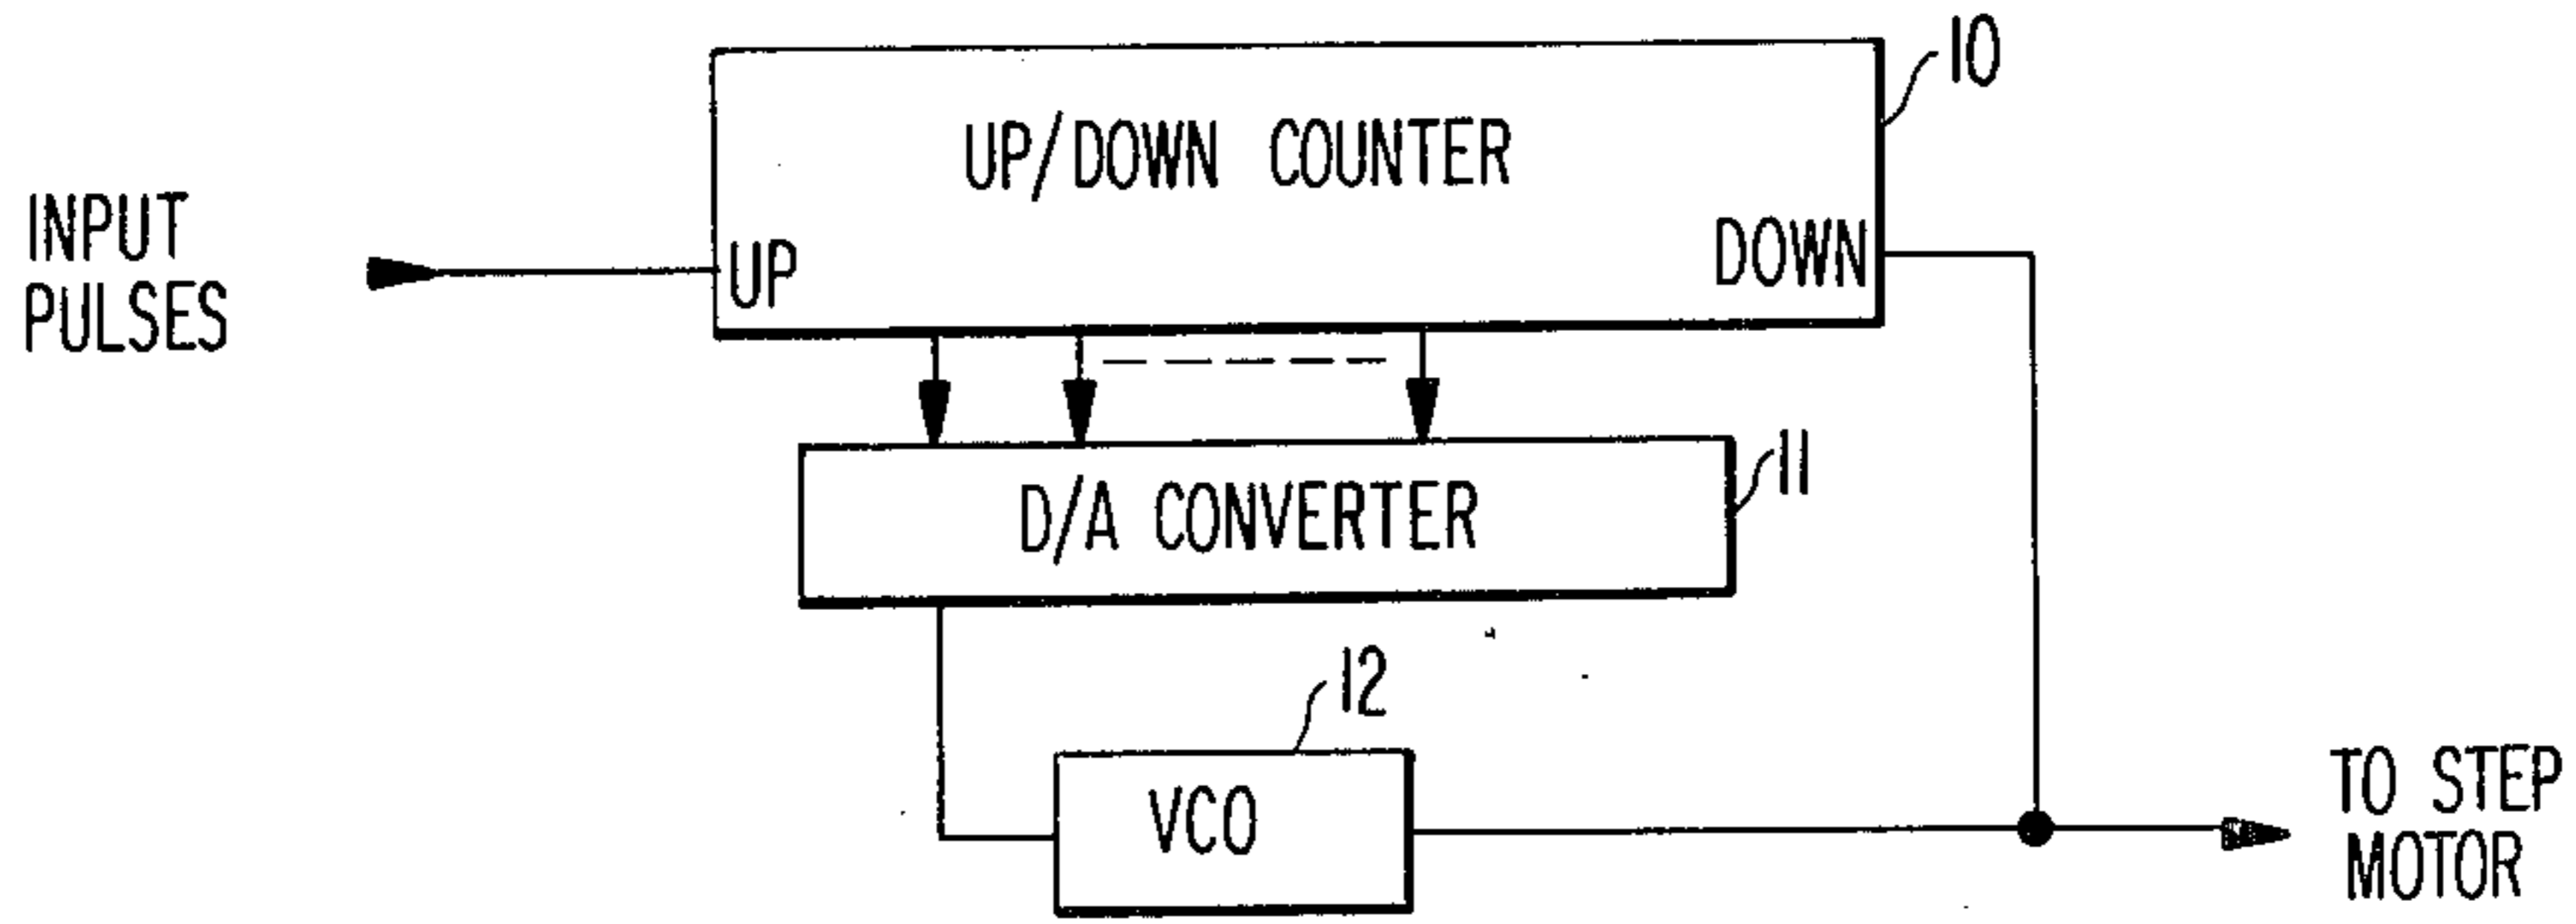 10
UP/DOWN COUNTER
INPUT
PULSES
UP
DOWN
11
D/A CONVERTER
12
VCO
TO STEP
MOTOR